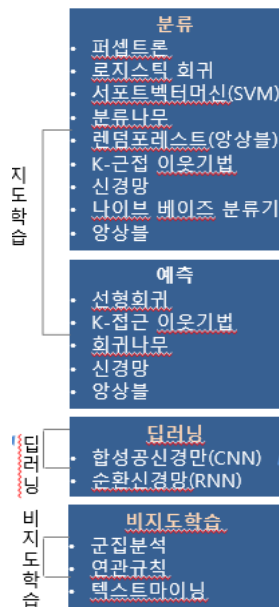 지도학습
분류
• 퍼셉트론
• 로지스틱 회귀
• 서포트벡터머신(SVM)
• 분류나무
• 렌덤포레스트(앙상블)
• K-근접 이웃기법
• 신경망
• 나이브 베이즈 분류기
• 앙상블
예측
• 선형회귀
• K-접근 이웃기법
• 회귀나무
• 신경망
• 앙상블
딥러닝
딥러닝
• 합성공신경만(CNN)
• 순환신경망(RNN)
비지도학습
비지도학습
• 군집분석
• 연관규칙
• 텍스트마이닝